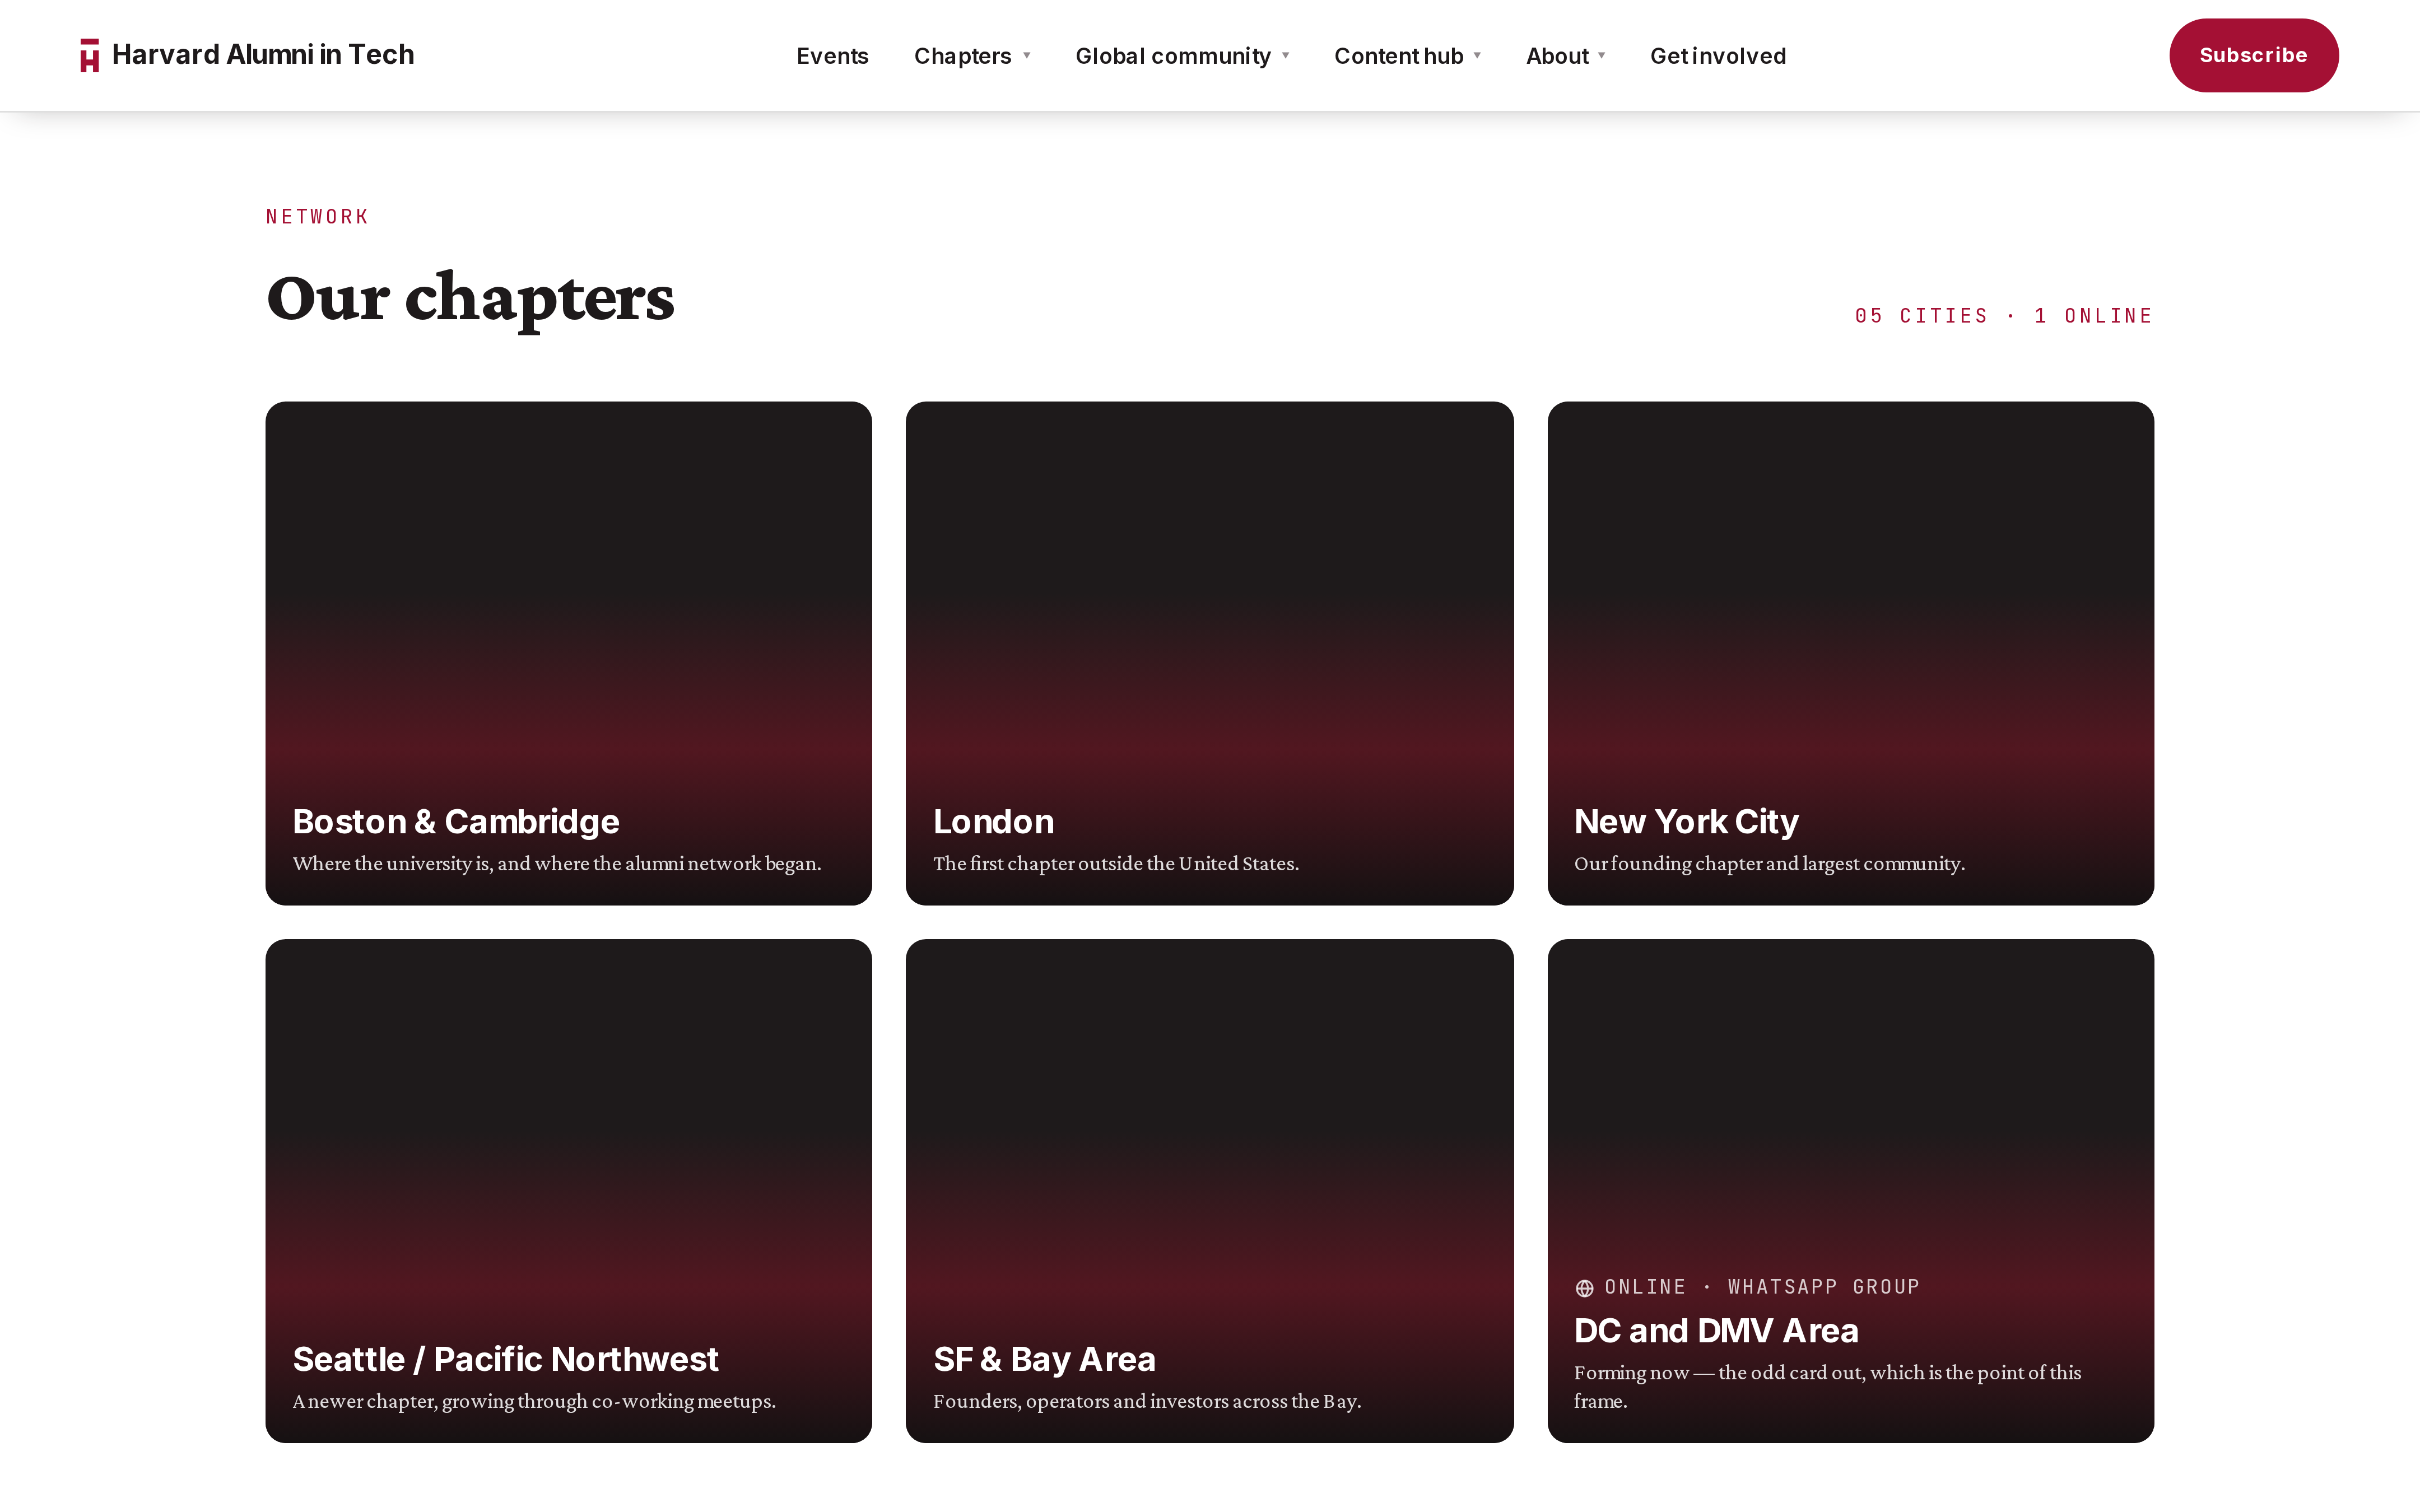 Harvard Alumni in Tech
Events
Chapters
Global community
Content hub
About
Get involved
Subscribe
NETWORK
Our chapters
05 CITIES · 1 ONLINE
Boston & Cambridge
Where the university is, and where the alumni network began.
London
The first chapter outside the United States.
New York City
Our founding chapter and largest community.
Seattle / Pacific Northwest
A newer chapter, growing through co-working meetups.
SF & Bay Area
Founders, operators and investors across the Bay.
ONLINE · WHATSAPP GROUP
DC and DMV Area
Forming now — the odd card out, which is the point of this
frame.